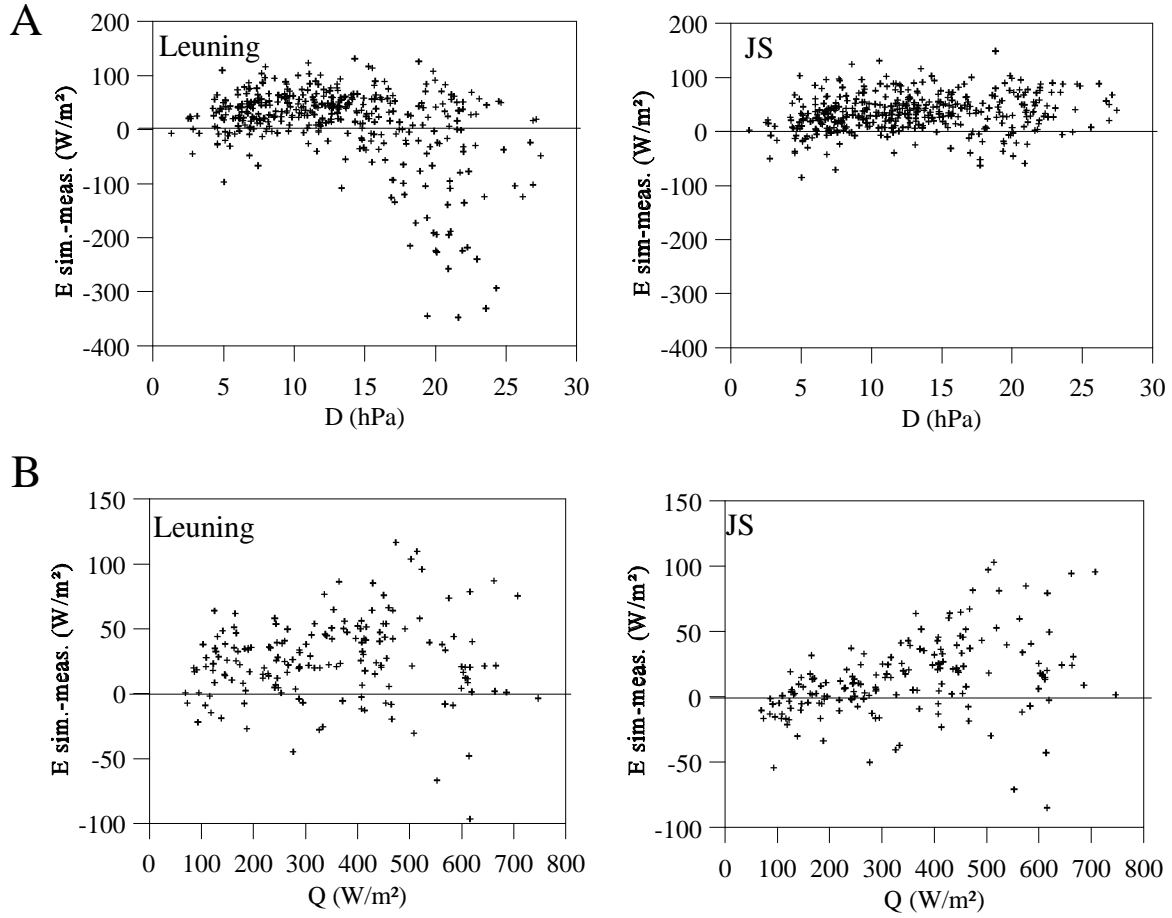 A
Leuning
E sim.-meas. (W/m²)
200
100
0
-100
-200
-300
-400
0 5 10 15 20 25 30
D (hPa)
JS
E sim-meas. (W/m²)
200
100
0
-100
-200
-300
-400
0 5 10 15 20 25 30
D (hPa)
B
Leuning
E sim-meas. (W/m²)
150
100
50
0
-50
-100
0 100 200 300 400 500 600 700 800
Q (W/m²)
JS
E sim-meas. (W/m²)
150
100
50
0
-50
-100
0 100 200 300 400 500 600 700 800
Q (W/m²)